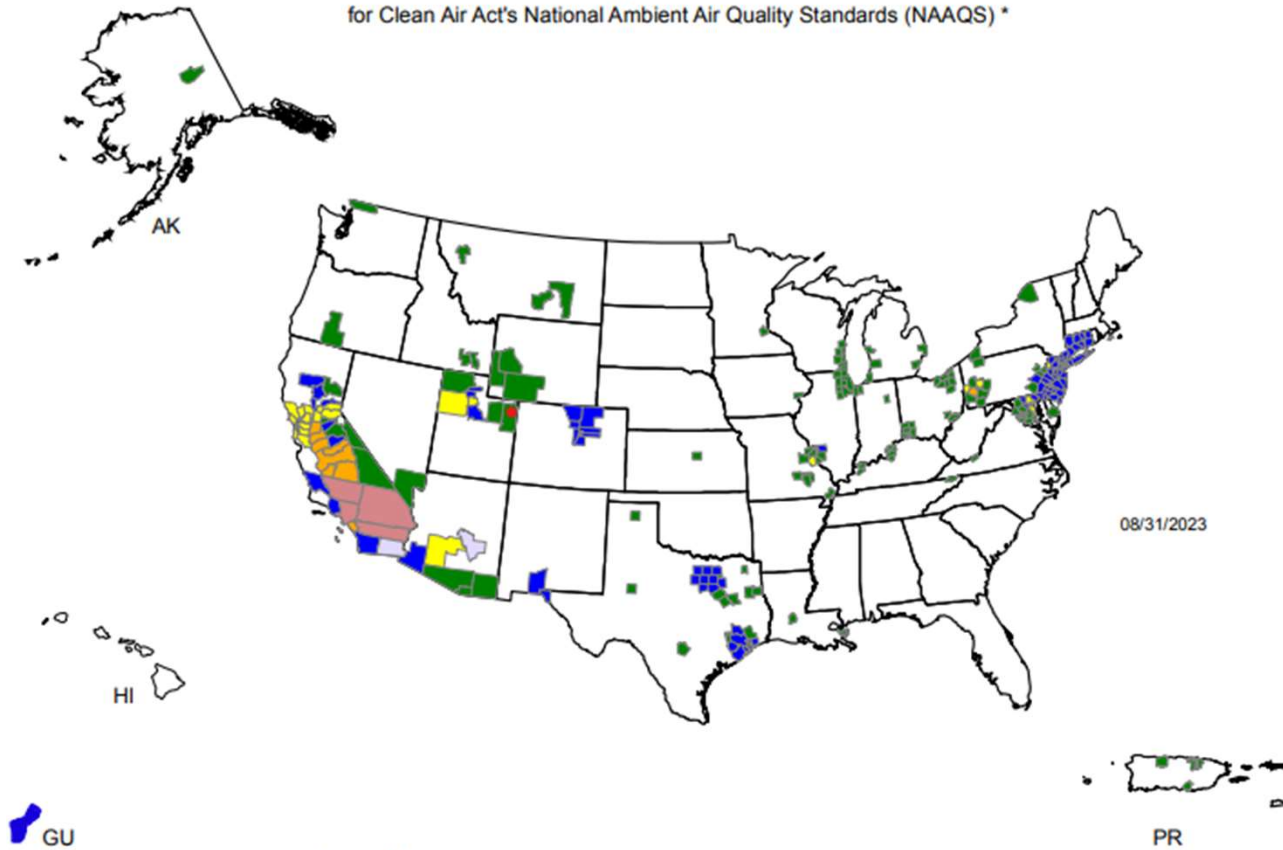 for Clean Air Act's National Ambient Air Quality Standards (NAAQS) *
AK
08/31/2023
HI
GU
PR